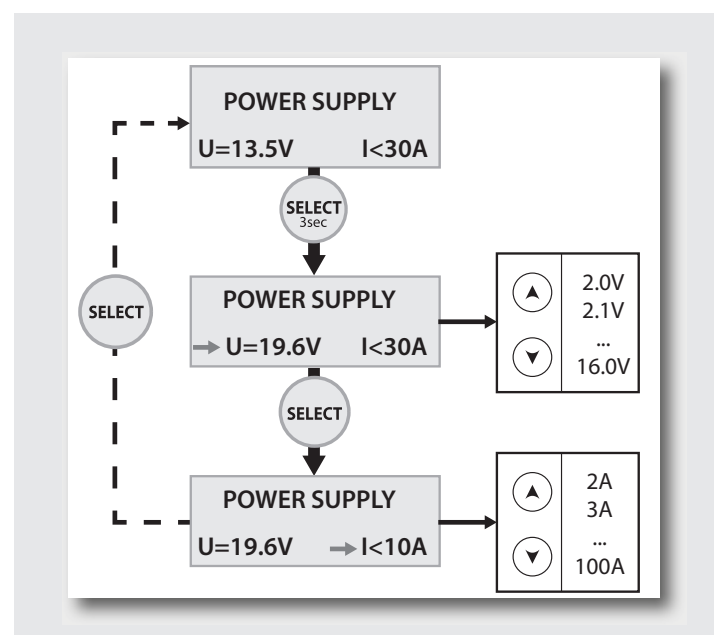 POWER SUPPLY
U=13.5V I<30A
SELECT
3sec
POWER SUPPLY
U=19.6V I<30A
2.0V
2.1V
...
16.0V
SELECT
SELECT
POWER SUPPLY
U=19.6V I<10A
2A
3A
...
100A